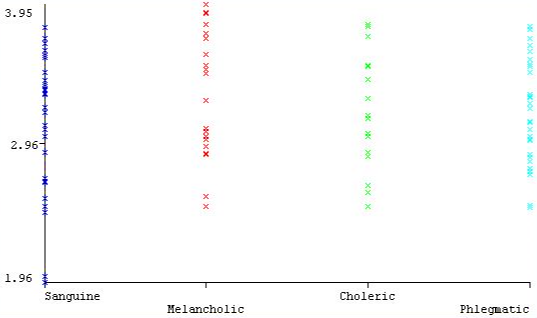 3.95
2.96
1.96
Sanguine
Choleric
Melancholic
Phlegmatic